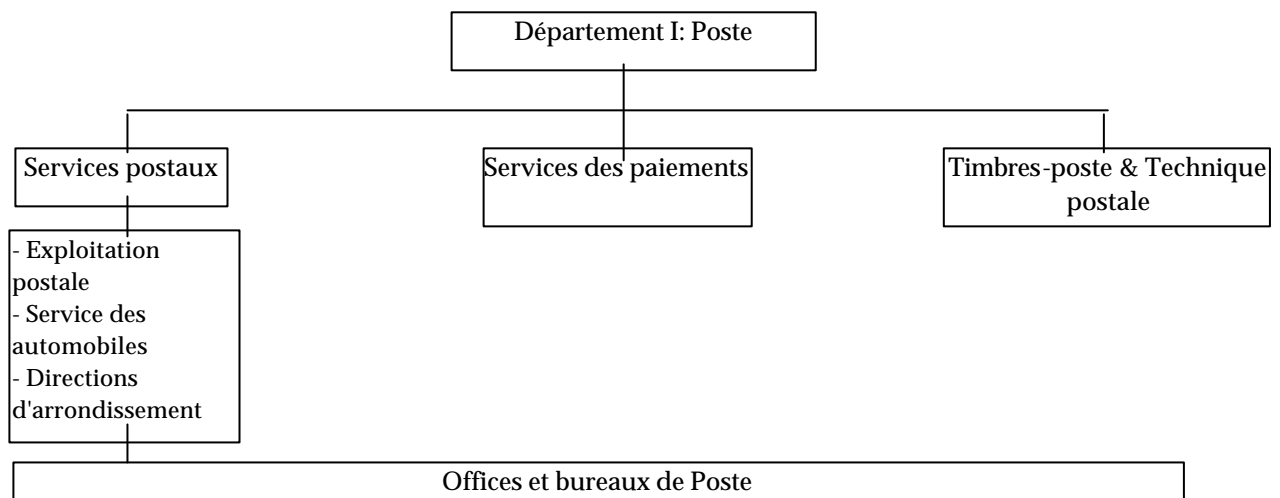 Département I: Poste
Services postaux
Services des paiements
Timbres-poste & Technique
postale
- Exploitation
postale
- Service des
automobiles
- Directions
d'arrondissement
Offices et bureaux de Poste